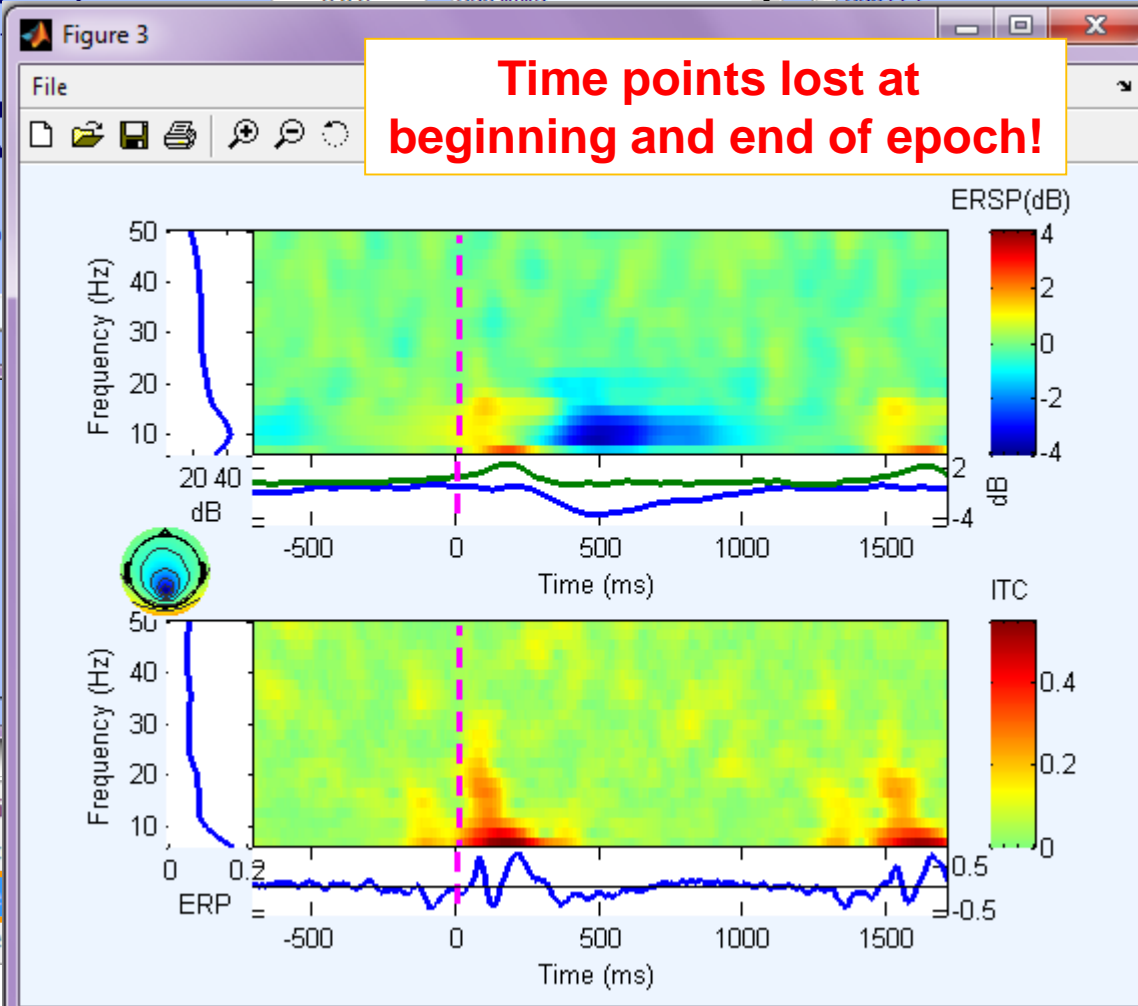 Figure 3
File
Time points lost at
beginning and end of epoch!
ERSP(dB)
50
40
30
20
10
Frequency (Hz)
4
2
0
-2
-4
20 40
dB
2
-4
dB
-500 0 500 1000 1500
Time (ms)
ITC
50
40
30
20
10
Frequency (Hz)
0.4
0.2
0
0 0.2
ERP
0.5
-0.5
-500 0 500 1000 1500
Time (ms)